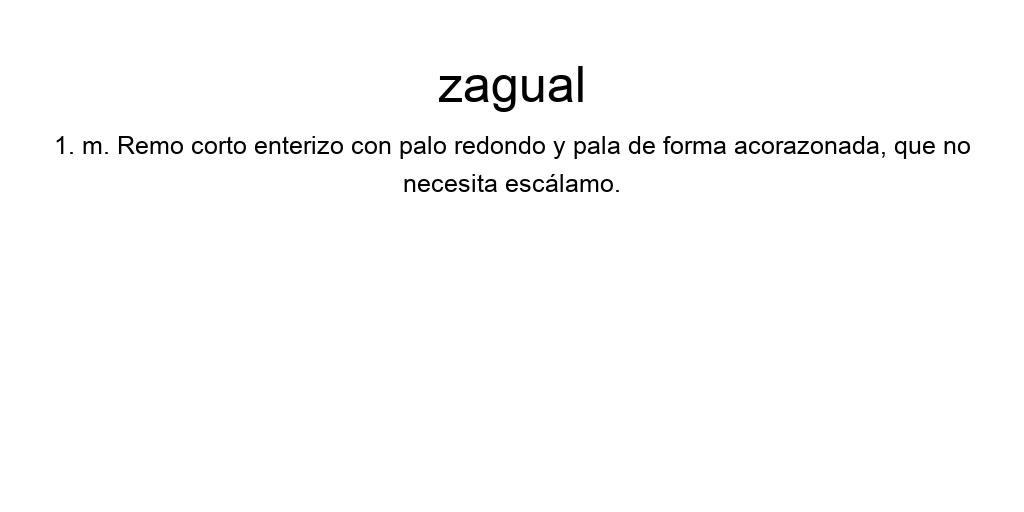 zagual
1. m. Remo corto enterizo con palo redondo y pala de forma acorazonada, que no
necesita escálamo.